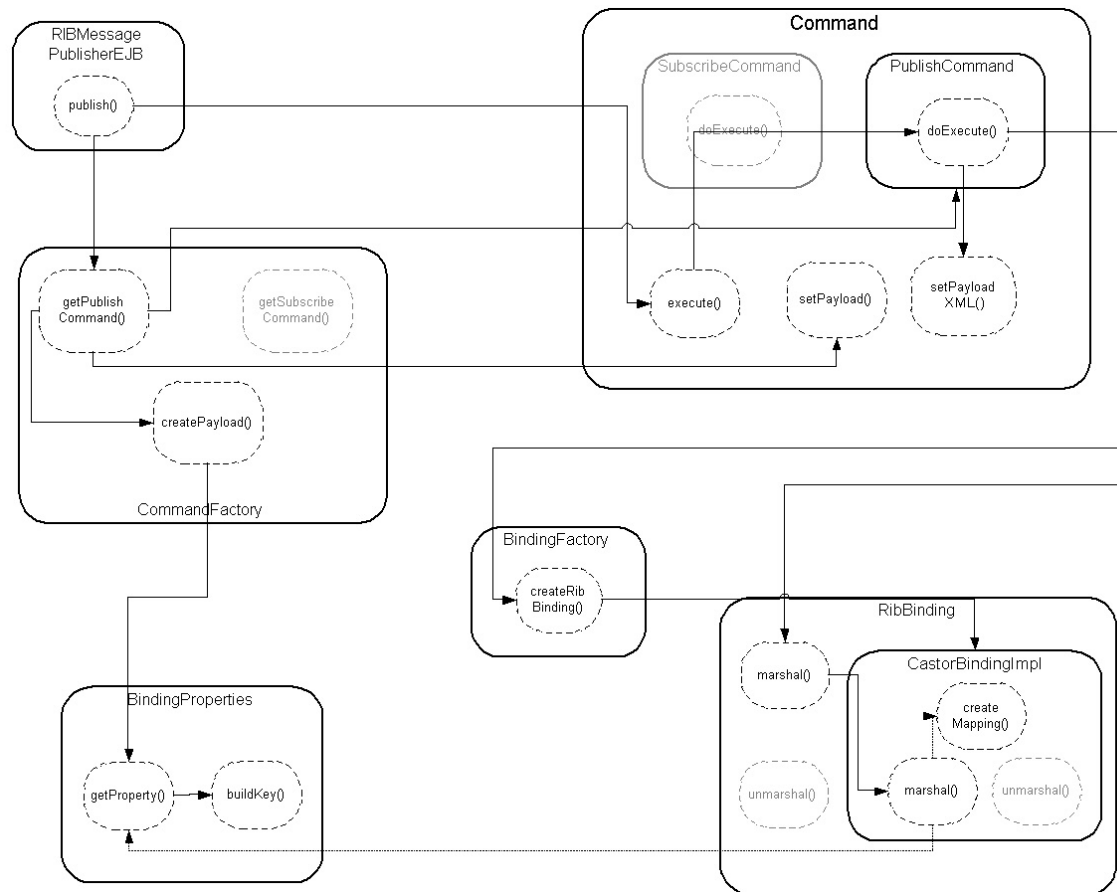 RIBMessage
PublisherEJB
publish()
Command
SubscribeCommand
doExecute()
PublishCommand
doExecute()
execute()
setPayload()
setPayload
XML()
getPublish
Command()
getSubscribe
Command()
createPayload()
CommandFactory
BindingFactory
createRib
Binding()
RibBinding
marshal()
CastorBindingImpl
create
Mapping()
unmarshal()
marshal()
unmarshal()
BindingProperties
getProperty()
buildKey()